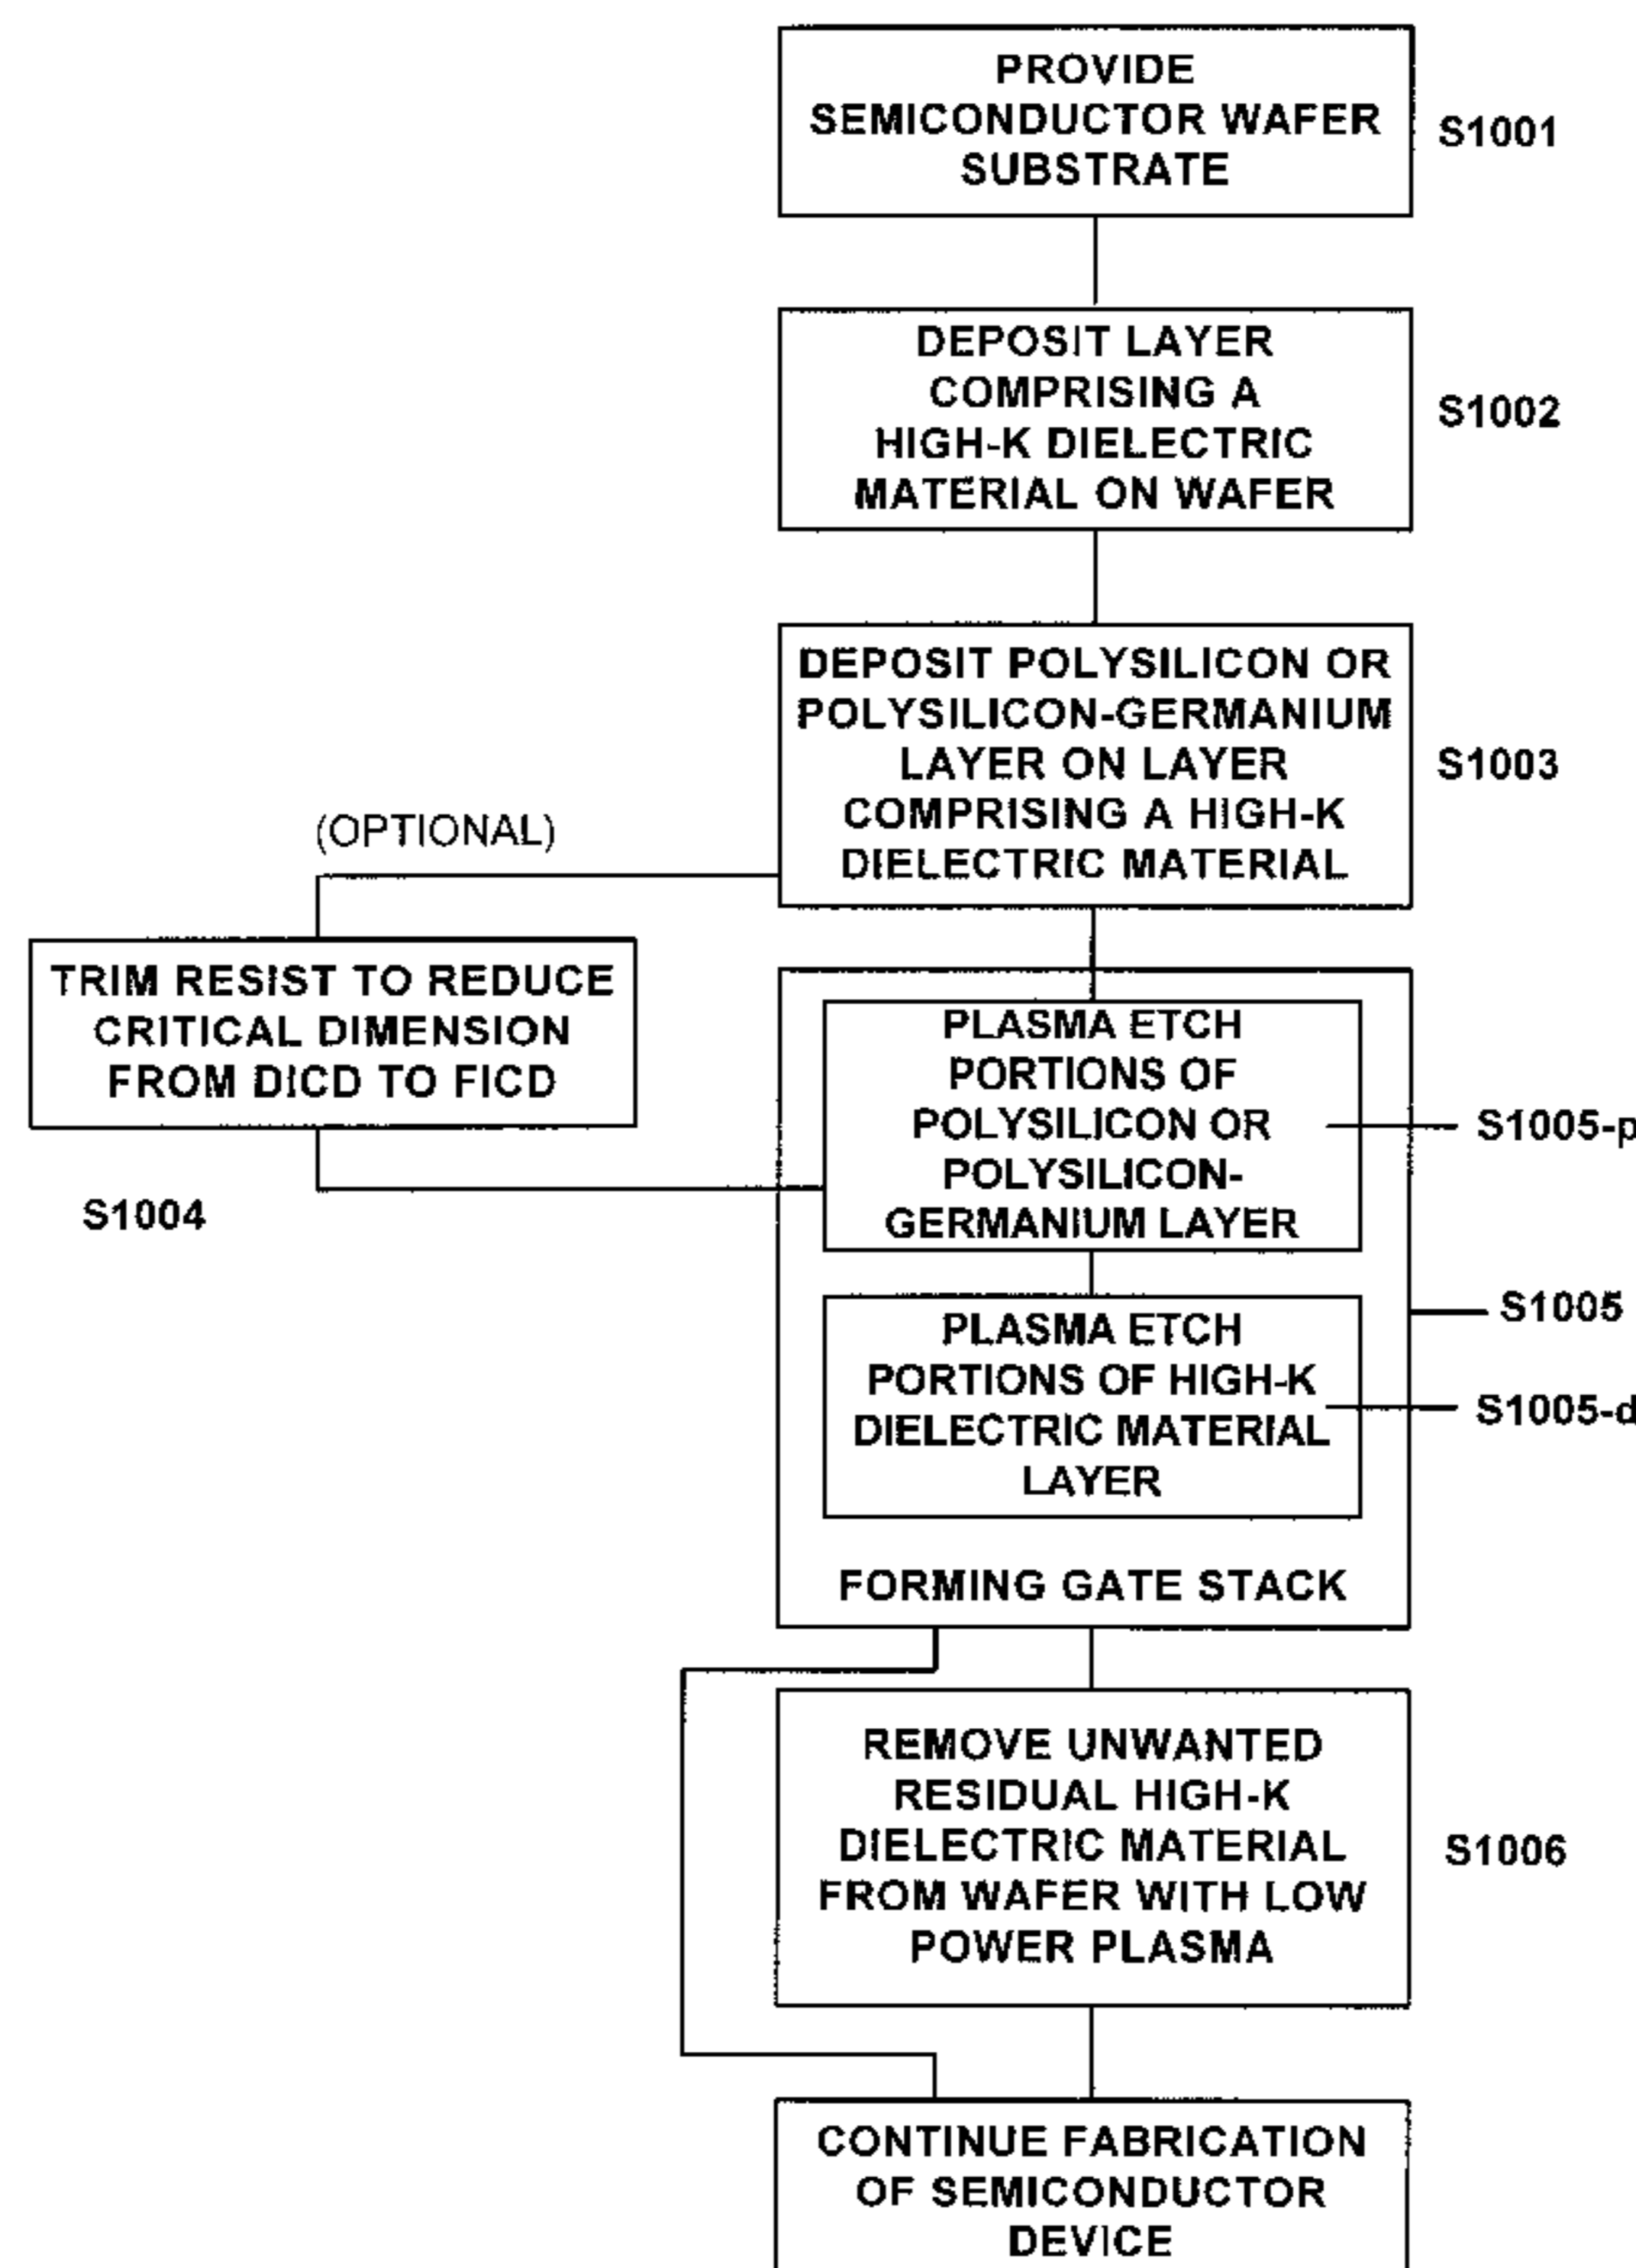 PROVIDE
SEMICONDUCTOR WAFER
SUBSTRATE
S1001
DEPOSIT LAYER
COMPRISING A
HIGH-K DIELECTRIC
MATERIAL ON WAFER
S1002
DEPOSIT POLYSILICON OR
POLYSILICON-GERMANIUM
LAYER ON LAYER
COMPRISING A HIGH-K
DIELECTRIC MATERIAL
S1003
(OPTIONAL)
TRIM RESIST TO REDUCE
CRITICAL DIMENSION
FROM DICD TO FICD
S1004
PLASMA ETCH
PORTIONS OF
POLYSILICON OR
POLYSILICON-
GERMANIUM LAYER
S1005-p
S1005
PLASMA ETCH
PORTIONS OF HIGH-K
DIELECTRIC MATERIAL
LAYER
S1005-d
FORMING GATE STACK
REMOVE UNWANTED
RESIDUAL HIGH-K
DIELECTRIC MATERIAL
FROM WAFER WITH LOW
POWER PLASMA
S1006
CONTINUE FABRICATION
OF SEMICONDUCTOR
DEVICE